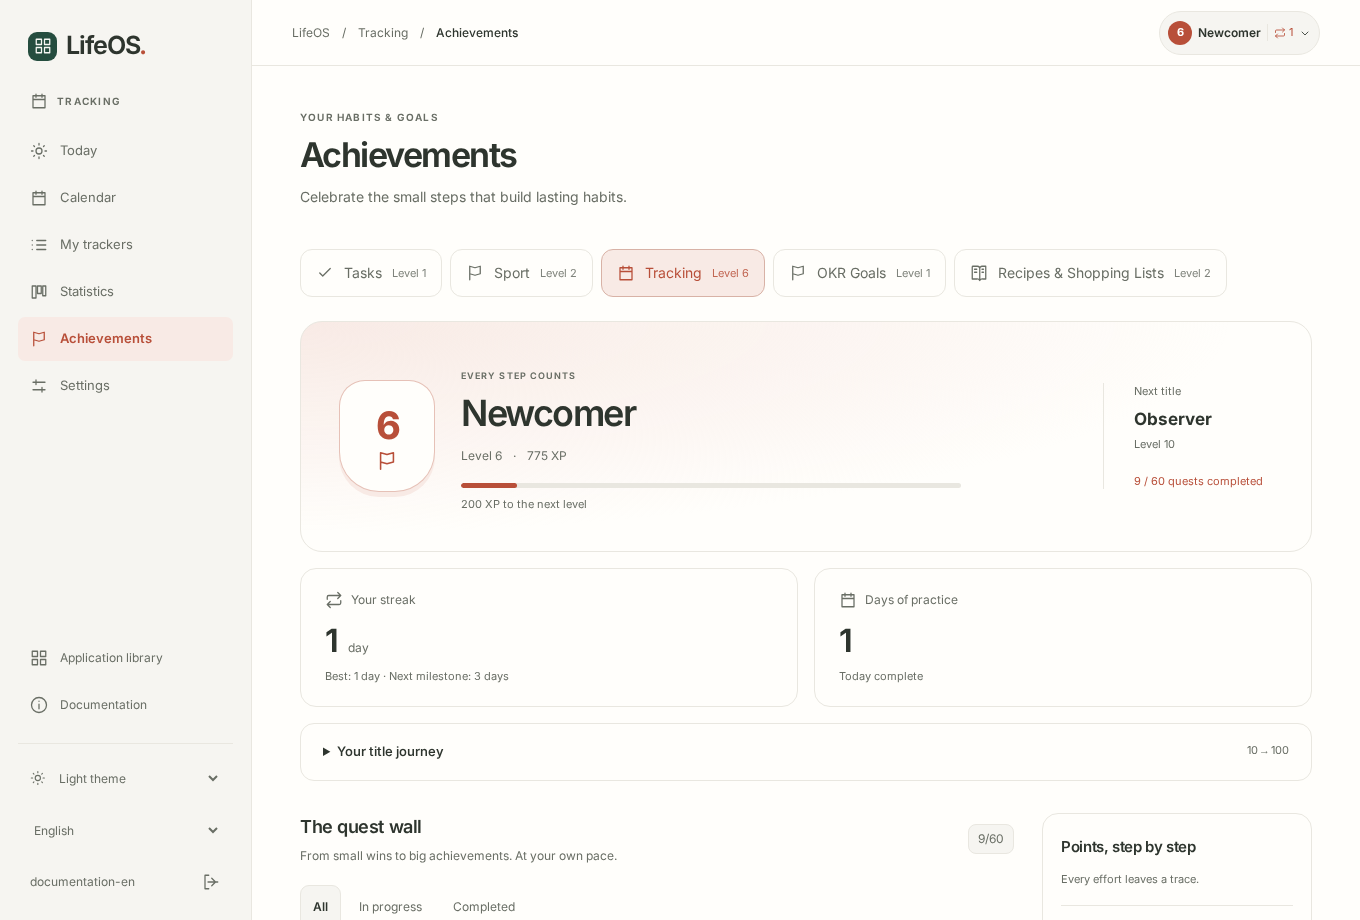 LifeOS.
TRACKING
Today
Calendar
My trackers
Statistics
Achievements
Settings
Application library
Documentation
Light theme
English
documentation-en
LifeOS / Tracking / Achievements
6 Newcomer 1
YOUR HABITS & GOALS
Achievements
Celebrate the small steps that build lasting habits.
Tasks Level 1
Sport Level 2
Tracking Level 6
OKR Goals Level 1
Recipes & Shopping Lists Level 2
6
EVERY STEP COUNTS
Newcomer
Level 6 · 775 XP
200 XP to the next level
Next title
Observer
Level 10
9 / 60 quests completed
Your streak
1 day
Best: 1 day · Next milestone: 3 days
Days of practice
1
Today complete
Your title journey
10 → 100
The quest wall
From small wins to big achievements. At your own pace.
9/60
All
In progress
Completed
Points, step by step
Every effort leaves a trace.